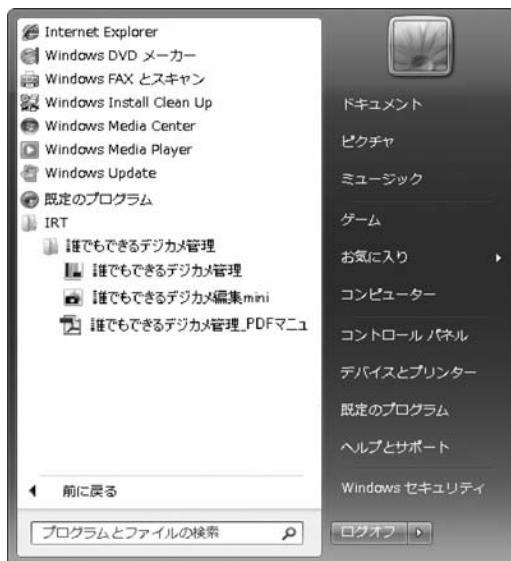 Internet Explorer
Windows DVD メーカー
Windows FAX とスキャン
Windows Install Clean Up
Windows Media Center
Windows Media Player
Windows Update
既定のプログラム
IRT
誰でもできるデジカメ管理
誰でもできるデジカメ管理
誰でもできるデジカメ編集mini
誰でもできるデジカメ管理_PDFマニュ
前に戻る
プログラムとファイルの検索
ドキュメント
ピクチャ
ミュージック
ゲーム
お気に入り
コンピューター
コントロール パネル
デバイスとプリンター
既定のプログラム
ヘルプとサポート
Windows セキュリティ
ログオフ